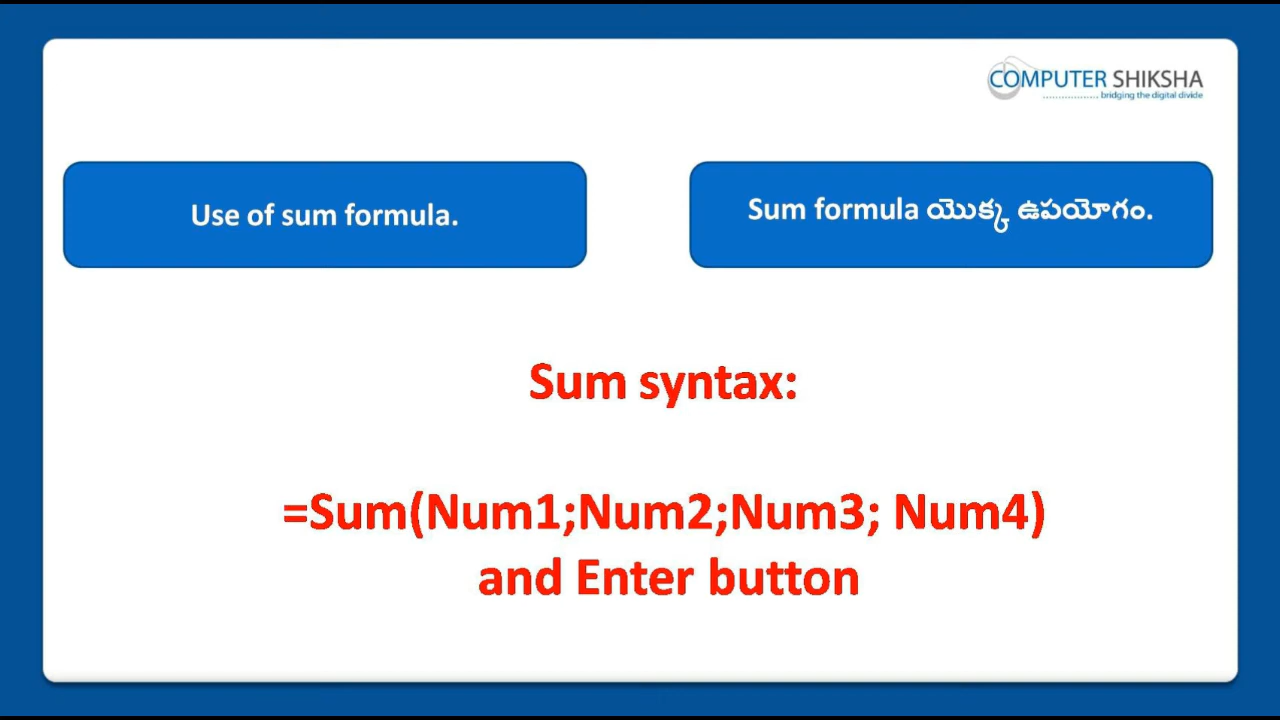 COMPUTER SHIKSHA
bridging the digital divide
Use of sum formula.
Sum formula యొక్క ఉపయోగం.
Sum syntax:
=Sum(Num1;Num2;Num3; Num4)
and Enter button